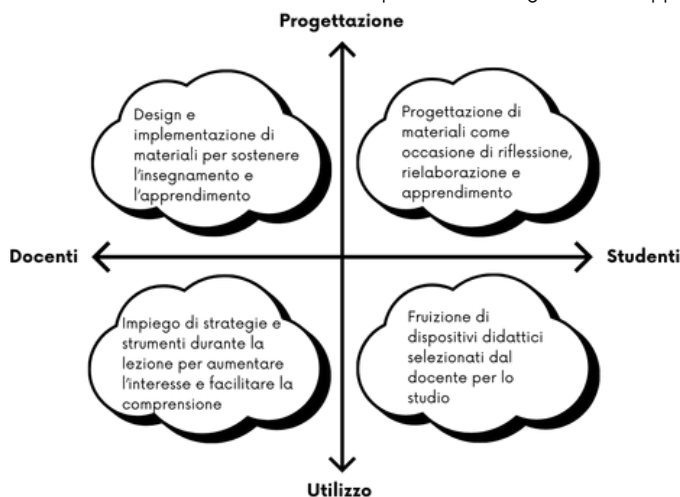 Progettazione
Design e
implementazione di
materiali per sostenere
l'insegnamento e
l'apprendimento
Progettazione di
materiali come
occasione di riflessione,
rielaborazione e
apprendimento
Docenti
Studenti
Impiego di strategie e
strumenti durante la
lezione per aumentare
l'interesse e facilitare la
comprensione
Fruizione di
dispositivi didattici
selezionati dal
docente per lo
studio
Utilizzo